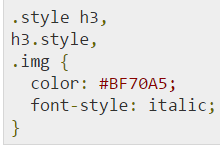 .style h3,
h3.style,
.img {
  color: #BF70A5;
  font-style: italic;
}